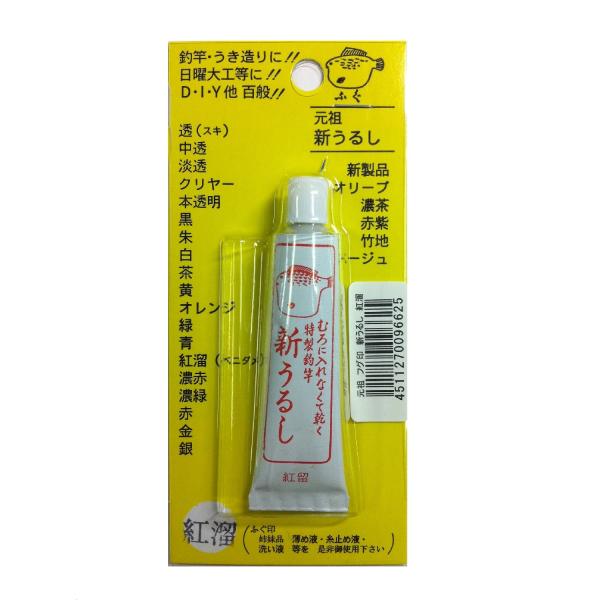 釣竿・うき造りに!!
日曜大工等に!!
D・I・Y他 百般!!
ふぐ
元祖
新うるし
透(スキ)
中透
淡透
クリヤー
本透明
黒
朱
白
茶
黄
オレンジ
緑
青
紅溜(ベニダメ)
濃赤
濃緑
赤
金
銀
新製品
オリーブ
濃茶
赤紫
竹地
ージュ
むろに入れなくて乾く
特製釣竿
新うるし
紅留
元祖 フグ印 新うるし 紅溜
4511270096625
紅溜
(ふぐ印
姉妹品 薄め液・糸止め液・
洗い液 等を 是非御使用下さい)